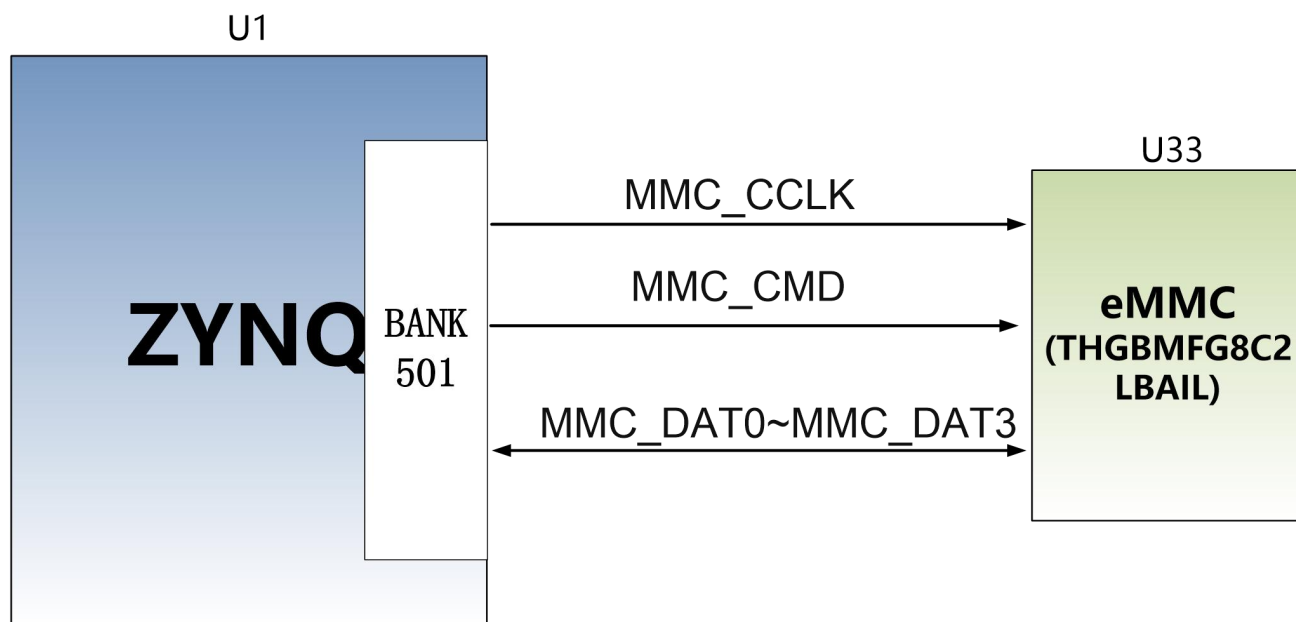 U1
ZYNQ
BANK
501
MMC_CCLK
MMC_CMD
MMC_DAT0~MMC_DAT3
U33
eMMC
(THGBMFG8C2
LBAIL)